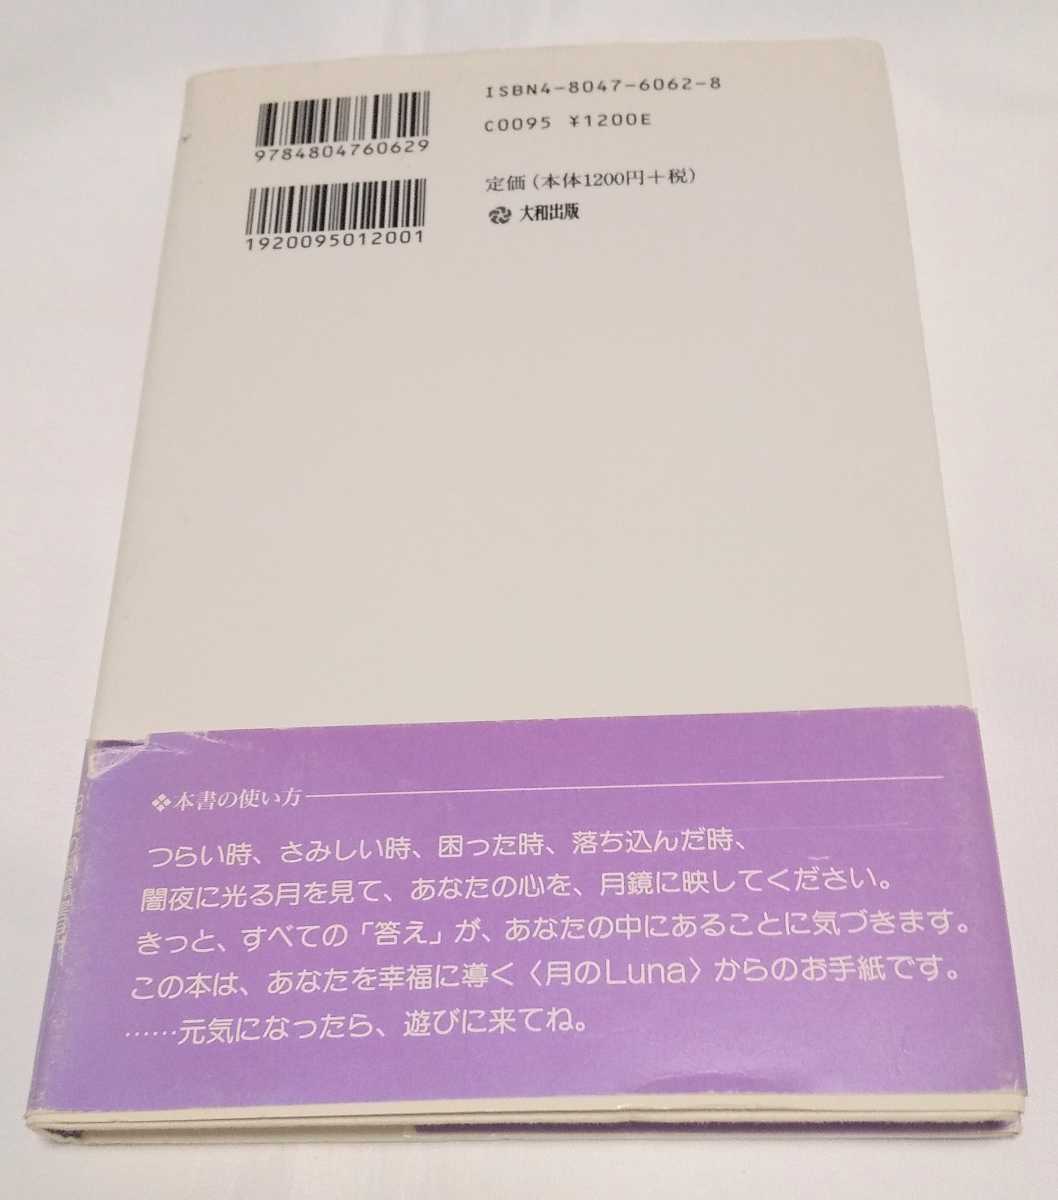 9784804760629
ISBN4-8047-6062-8
C0095 ¥1200E
1920095012001
定価(本体1200円+税)
大和出版
❖本書の使い方
つらい時、さみしい時、困った時、落ち込んだ時、
闇夜に光る月を見て、あなたの心を、月鏡に映してください。
きっと、すべての「答え」が、あなたの中にあることに気づきます。
この本は、あなたを幸福に導く〈月のLuna〉からのお手紙です。
……元気になったら、遊びに来てね。